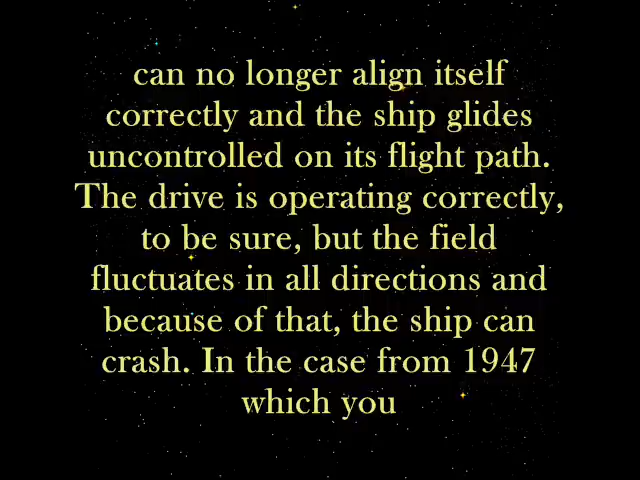 can no longer align itself
correctly and the ship glides
uncontrolled on its flight path.
The drive is operating correctly,
to be sure, but the field
fluctuates in all directions and
because of that, the ship can
crash. In the case from 1947
which you